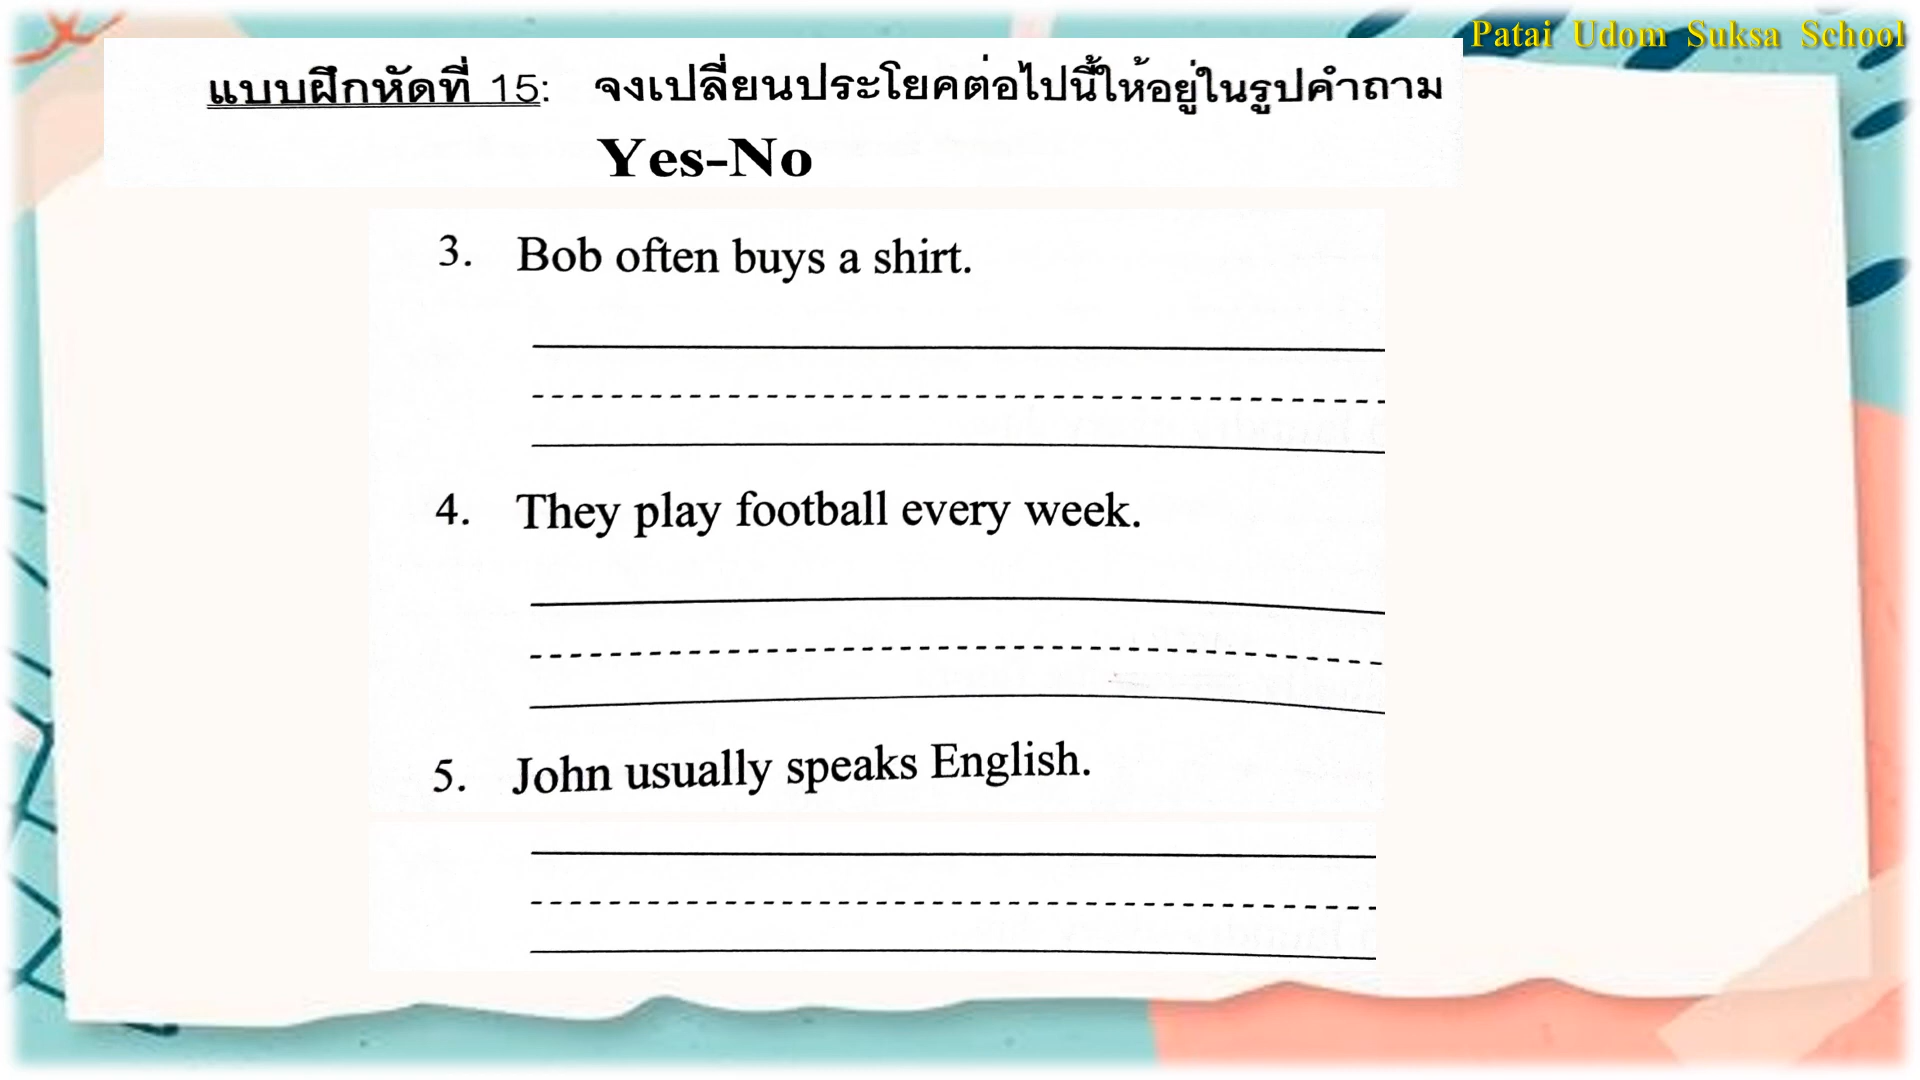 Patai Udom Suksa School
แบบฝึกหัดที่ 15: จงเปลี่ยนประโยคต่อไปนี้ให้อยู่ในรูปคำถาม
Yes-No
3. Bob often buys a shirt.
4. They play football every week.
5. John usually speaks English.